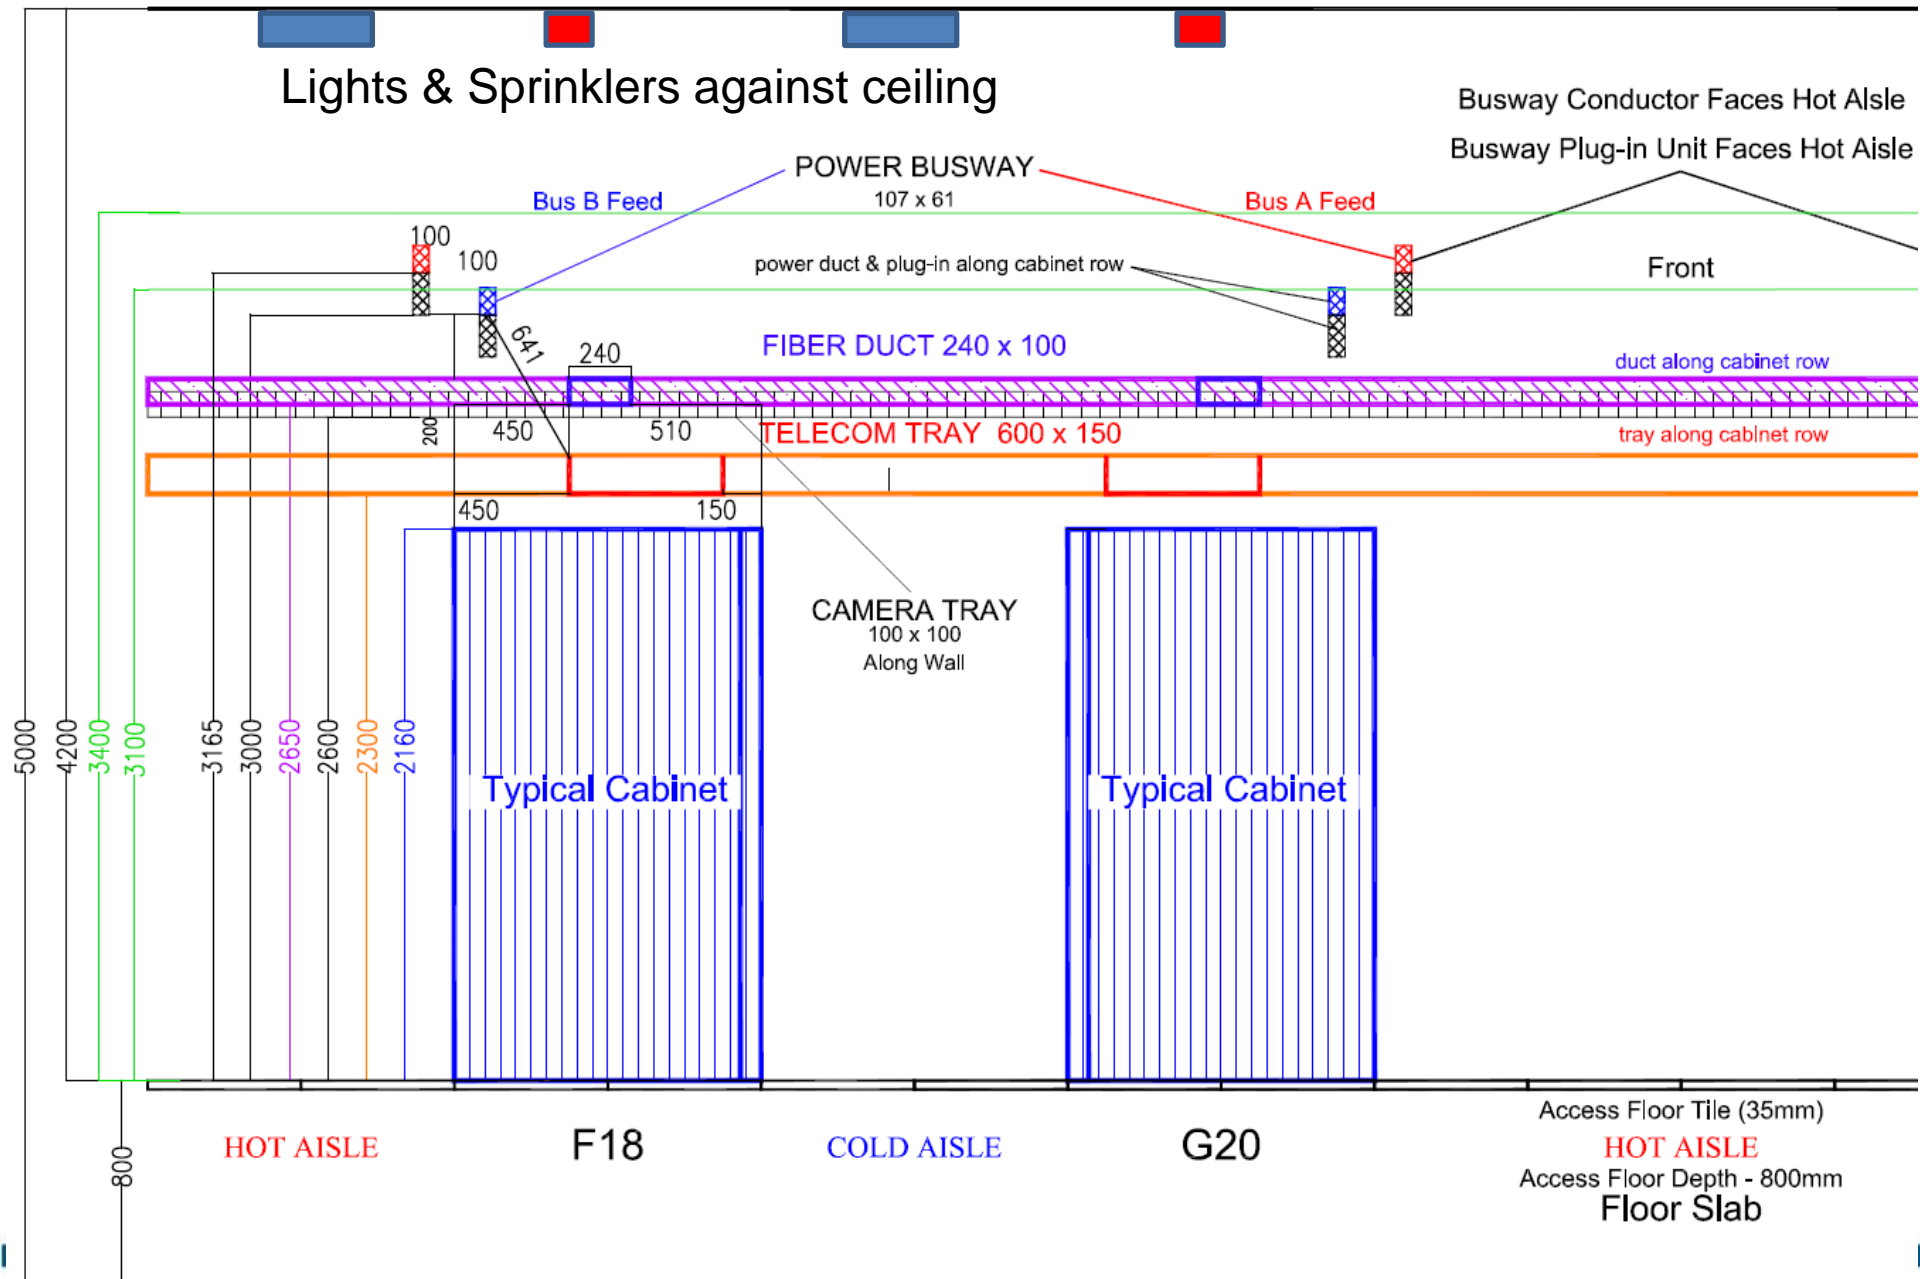 Lights & Sprinklers against ceiling
Busway Conductor Faces Hot AIsle
Busway Plug-in Unit Faces Hot Aisle
POWER BUSWAY
107 x 61
Bus B Feed
Bus A Feed
100
100
power duct & plug-in along cabinet row
Front
641
240
FIBER DUCT 240 x 100
duct along cabinet row
200
450
510
TELECOM TRAY 600 x 150
tray along cabinet row
450
150
CAMERA TRAY
100 x 100
Along Wall
5000
4200
3400
3100
3165
3000
2650
2600
2300
2160
Typical Cabinet
Typical Cabinet
800
HOT AISLE
F18
COLD AISLE
G20
Access Floor Tile (35mm)
HOT AISLE
Access Floor Depth - 800mm
Floor Slab